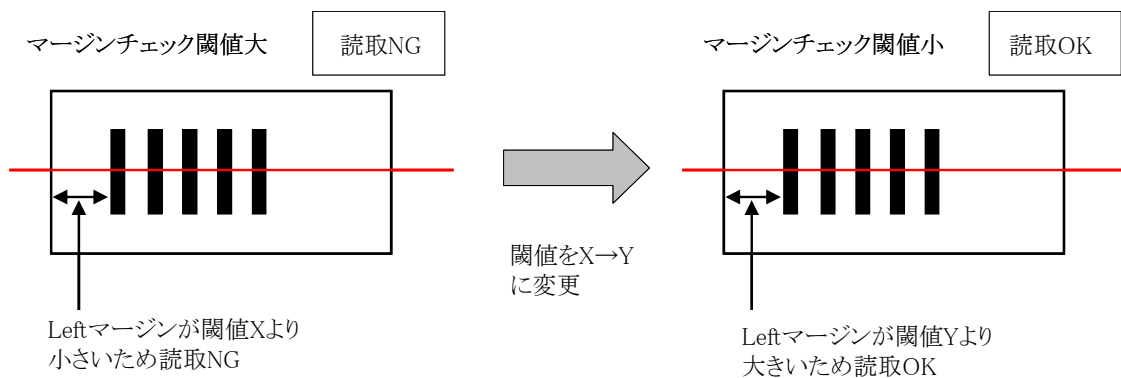 マージンチェック閾値大
読取NG
マージンチェック閾値小
読取OK
閾値をX→Y
に変更
Leftマージンが閾値Xより
小さいため読取NG
Leftマージンが閾値Yより
大きいため読取OK